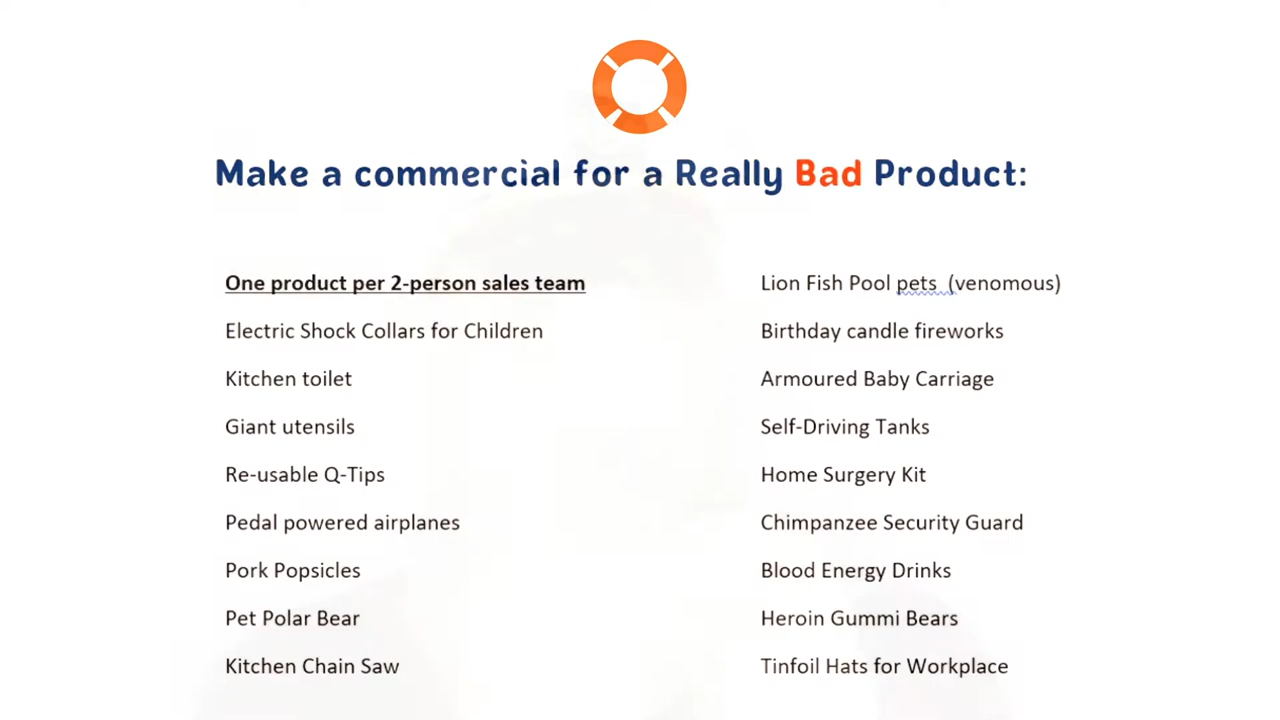 Make a commercial for a Really Bad Product:
One product per 2-person sales team
Electric Shock Collars for Children
Kitchen toilet
Giant utensils
Re-usable Q-Tips
Pedal powered airplanes
Pork Popsicles
Pet Polar Bear
Kitchen Chain Saw
Lion Fish Pool pets (venomous)
Birthday candle fireworks
Armoured Baby Carriage
Self-Driving Tanks
Home Surgery Kit
Chimpanzee Security Guard
Blood Energy Drinks
Heroin Gummi Bears
Tinfoil Hats for Workplace